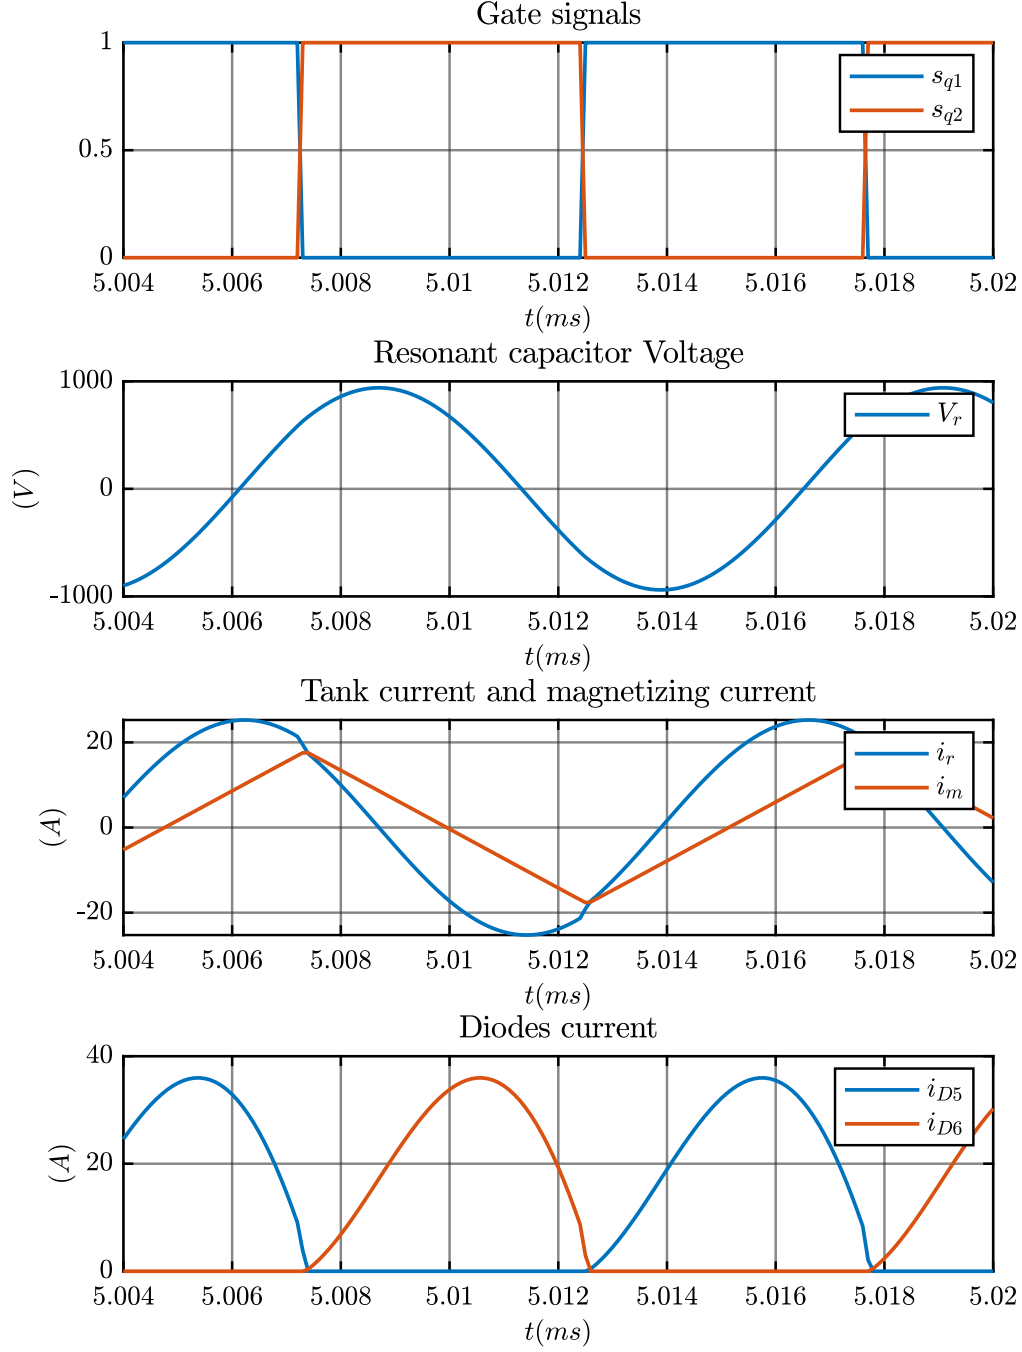 Gate signals
1
0.5
0
s_q1
s_q2
5.004 5.006 5.008 5.01 5.012 5.014 5.016 5.018 5.02
t(ms)
Resonant capacitor Voltage
1000
0
-1000
(V)
V_r
5.004 5.006 5.008 5.01 5.012 5.014 5.016 5.018 5.02
t(ms)
Tank current and magnetizing current
20
0
-20
(A)
i_r
i_m
5.004 5.006 5.008 5.01 5.012 5.014 5.016 5.018 5.02
t(ms)
Diodes current
40
20
0
(A)
i_D5
i_D6
5.004 5.006 5.008 5.01 5.012 5.014 5.016 5.018 5.02
t(ms)